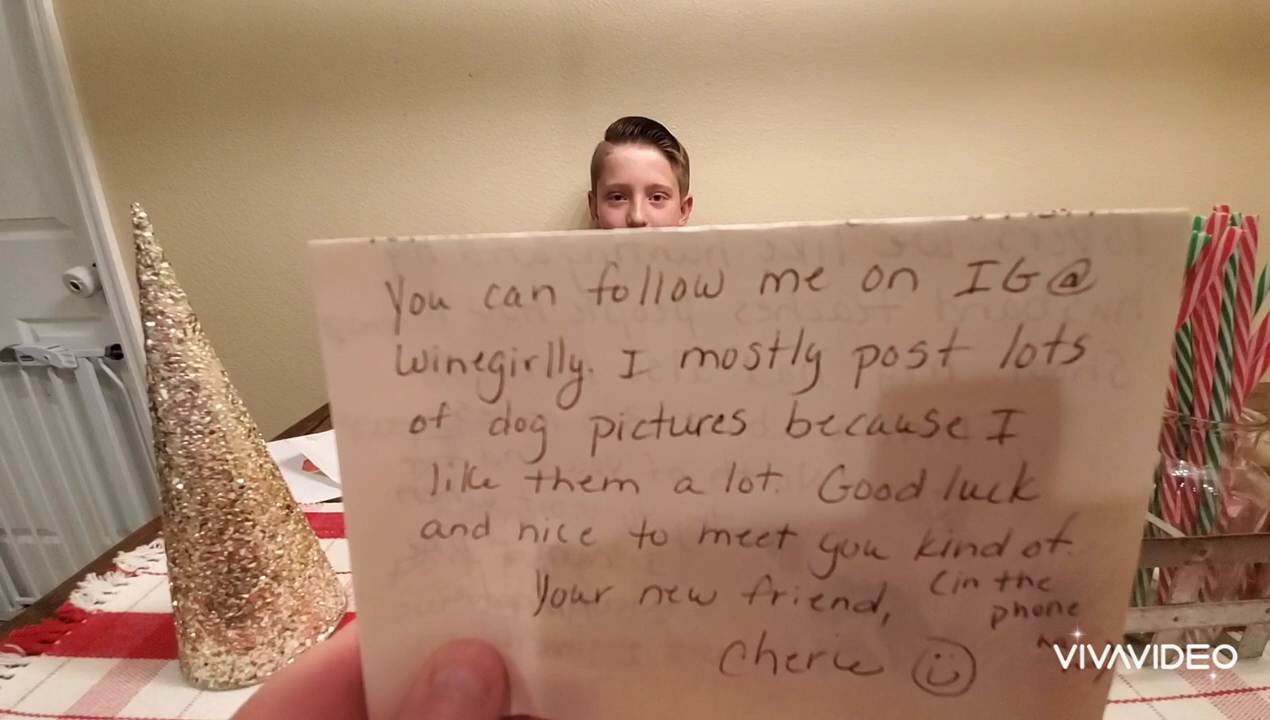 You can follow me on IG@
winegirlly. I mostly post lots
of dog pictures because I
like them a lot. Good luck
and nice to meet you kind of.
(in the
phone
Your new friend,
Cherie ☺
VIVAVIDEO